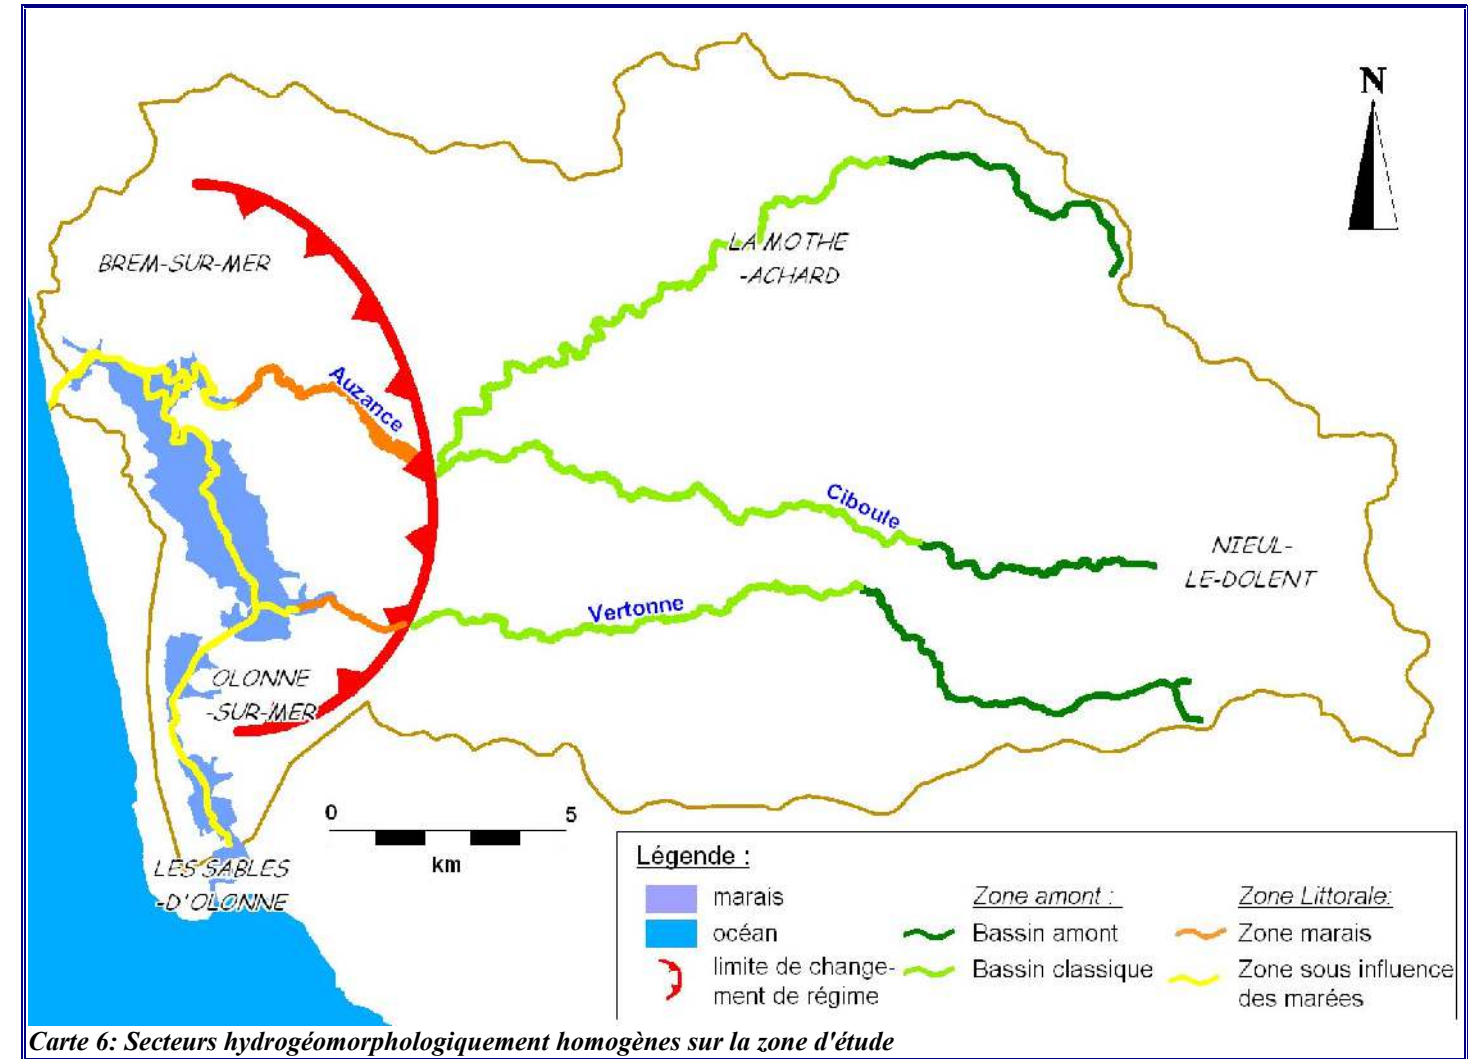 N
LA MOTHE
-ACHARD
BREM-SUR-MER
Auzance
Ciboule
NIEUL-
LE-DOLENT
Vertonne
OLONNE
-SUR-MER
0 5
km
LES SABLES
-D'OLONNE
Légende :
marais
océan
limite de change-
ment de régime
Zone amont :
Bassin amont
Bassin classique
Zone Littorale:
Zone marais
Zone sous influence
des marées
Carte 6: Secteurs hydrogéomorphologiquement homogènes sur la zone d'étude